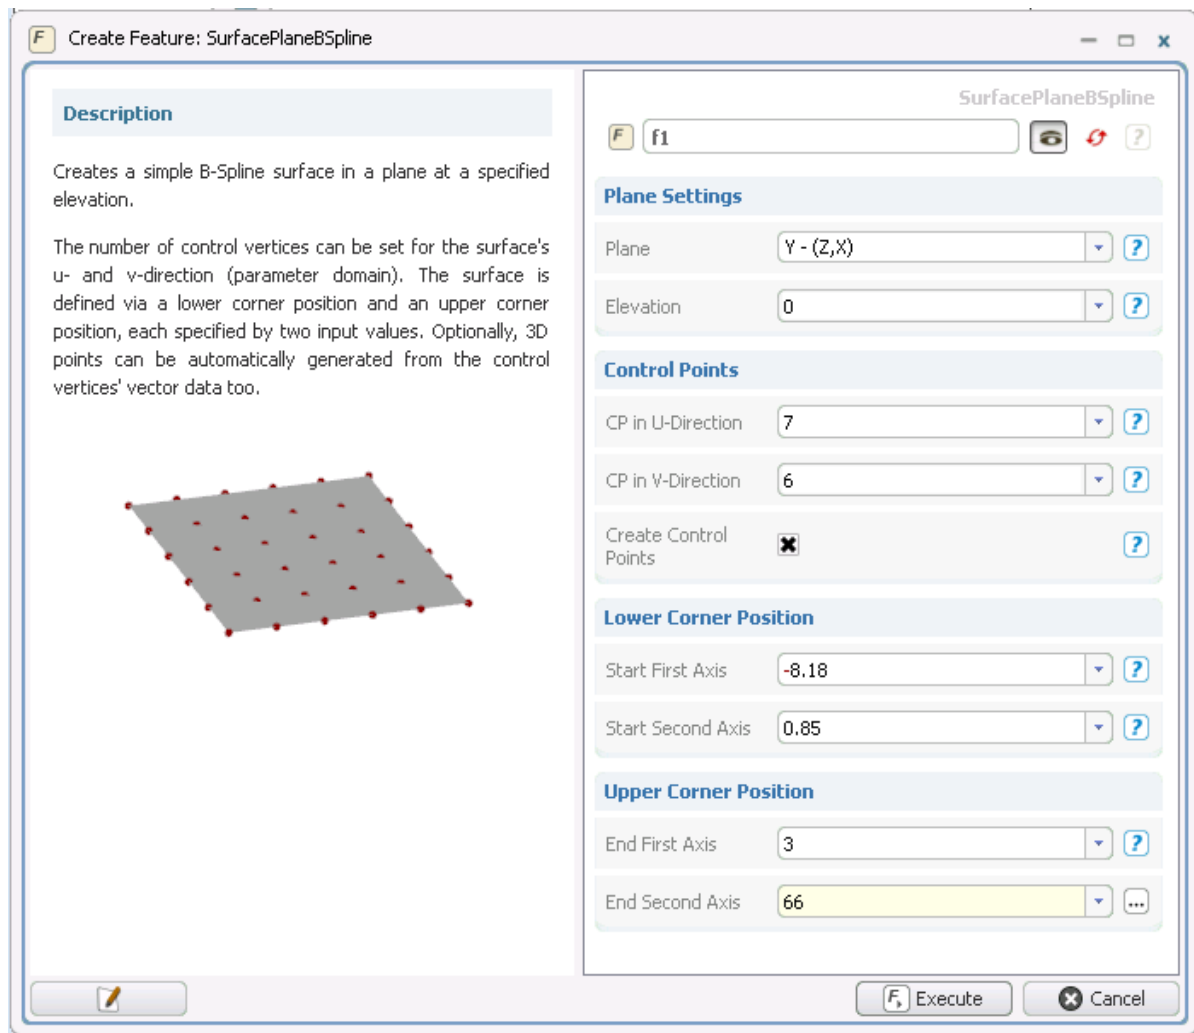 F Create Feature: SurfacePlaneBSpline
Description
Creates a simple B-Spline surface in a plane at a specified
elevation.
The number of control vertices can be set for the surface's
u- and v-direction (parameter domain). The surface is
defined via a lower corner position and an upper corner
position, each specified by two input values. Optionally, 3D
points can be automatically generated from the control
vertices' vector data too.
SurfacePlaneBSpline
F f1 ?
Plane Settings
Plane Y - (Z,X) ?
Elevation 0 ?
Control Points
CP in U-Direction 7 ?
CP in V-Direction 6 ?
Create Control
Points ?
Lower Corner Position
Start First Axis -8.18 ?
Start Second Axis 0.85 ?
Upper Corner Position
End First Axis 3 ?
End Second Axis 66 ...
F Execute
Cancel